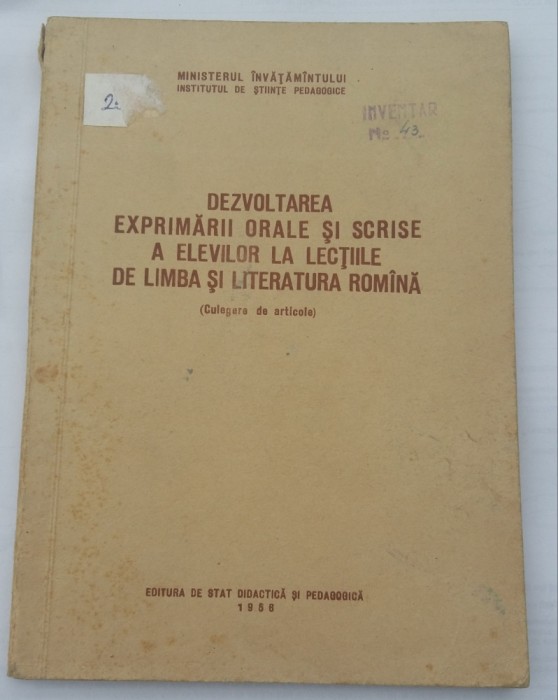 MINISTERUL ÎNVĂȚĂMÎNTULUI
INSTITUTUL DE ȘTIINȚE PEDAGOGICE
2.
INVENTAR
No 43.
DEZVOLTAREA
EXPRIMĂRII ORALE ȘI SCRISE
A ELEVILOR LA LECȚIILE
DE LIMBA ȘI LITERATURA ROMÎNĂ
(Culegere de articole)
EDITURA DE STAT DIDACTICĂ ȘI PEDAGOGICĂ
1956